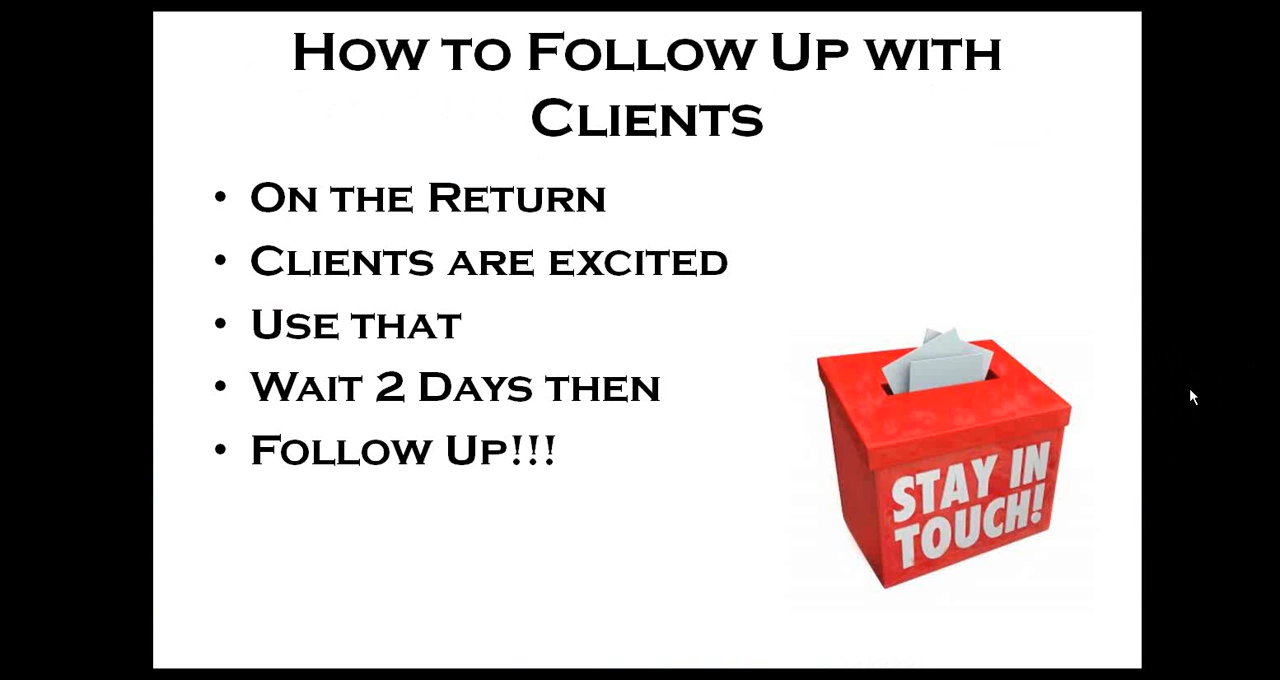 How to Follow Up with
Clients
• On the Return
• Clients are excited
• Use that
• Wait 2 Days then
• Follow Up!!!
STAY IN
TOUCH!